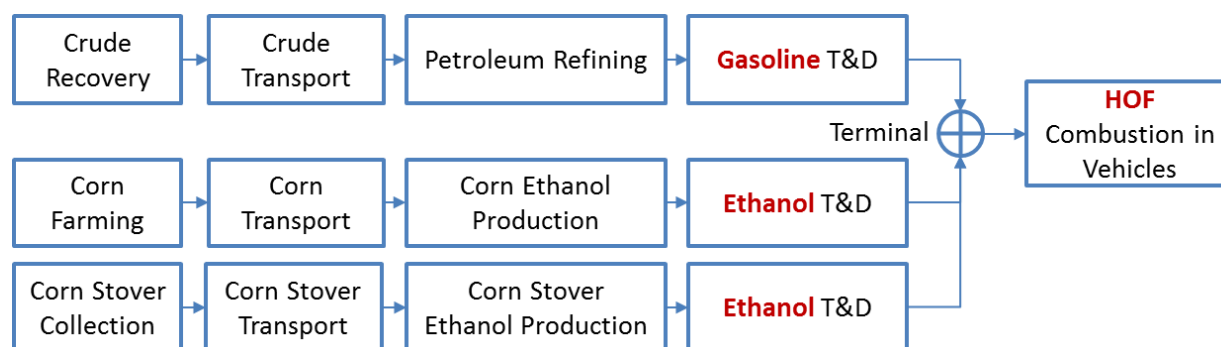 Crude
Recovery
Crude
Transport
Petroleum Refining
Gasoline T&D
Terminal
HOF
Combustion in
Vehicles
Corn
Farming
Corn
Transport
Corn Ethanol
Production
Ethanol T&D
Corn Stover
Collection
Corn Stover
Transport
Corn Stover
Ethanol Production
Ethanol T&D